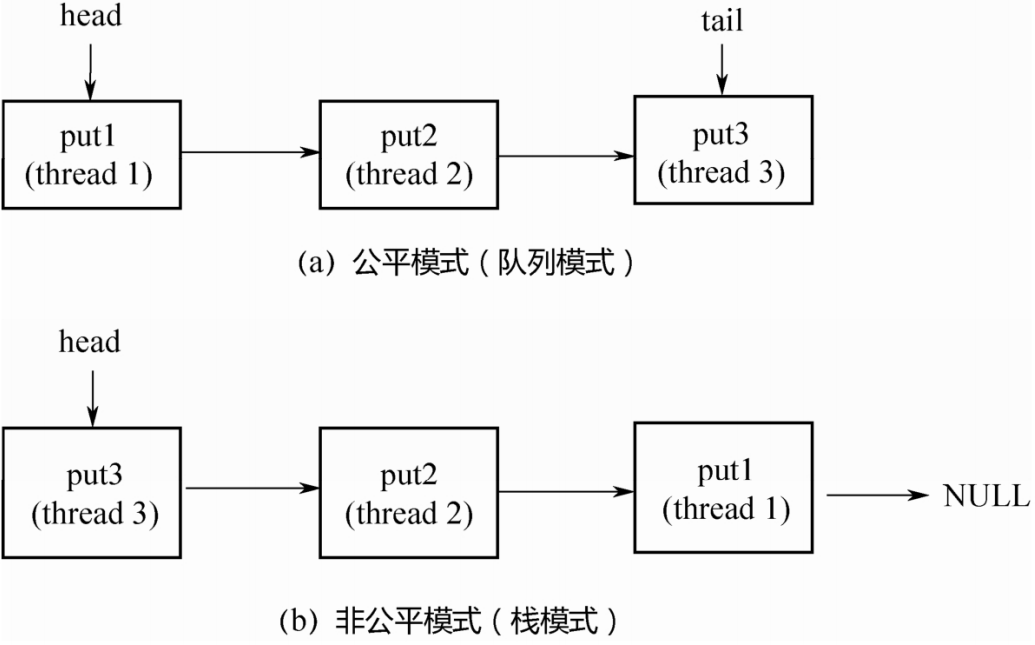 head
tail
put1
(thread 1)
put2
(thread 2)
put3
(thread 3)
(a) 公平模式（队列模式）
head
put3
(thread 3)
put2
(thread 2)
put1
(thread 1)
NULL
(b) 非公平模式（栈模式）